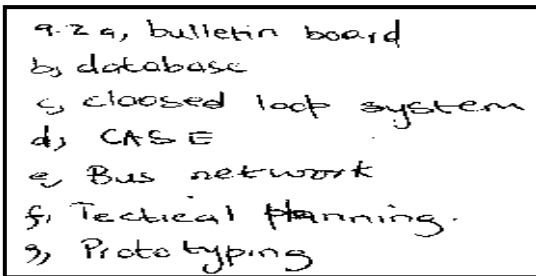 9.2 a, bulletin board
b, database
c, cloosed loop system
d, CASE
e, Bus network
f, Tectical planning.
g, Prototyping